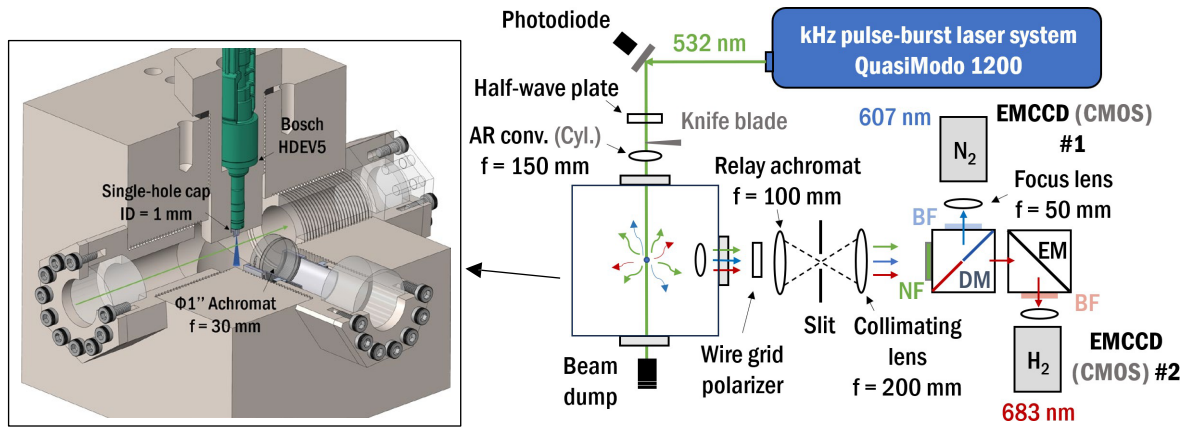 Bosch
HDEV5
Single-hole cap
ID = 1 mm
Φ1’’ Achromat
f = 30 mm
Photodiode
532 nm
kHz pulse-burst laser system
QuasiModo 1200
Half-wave plate
Knife blade
AR conv. (Cyl.)
f = 150 mm
Relay achromat
f = 100 mm
607 nm
EMCCD (CMOS)
#1
N2
Focus lens
f = 50 mm
BF
NF
DM
EM
BF
Slit
Collimating
lens
f = 200 mm
Wire grid
polarizer
Beam
dump
H2
EMCCD
(CMOS) #2
683 nm